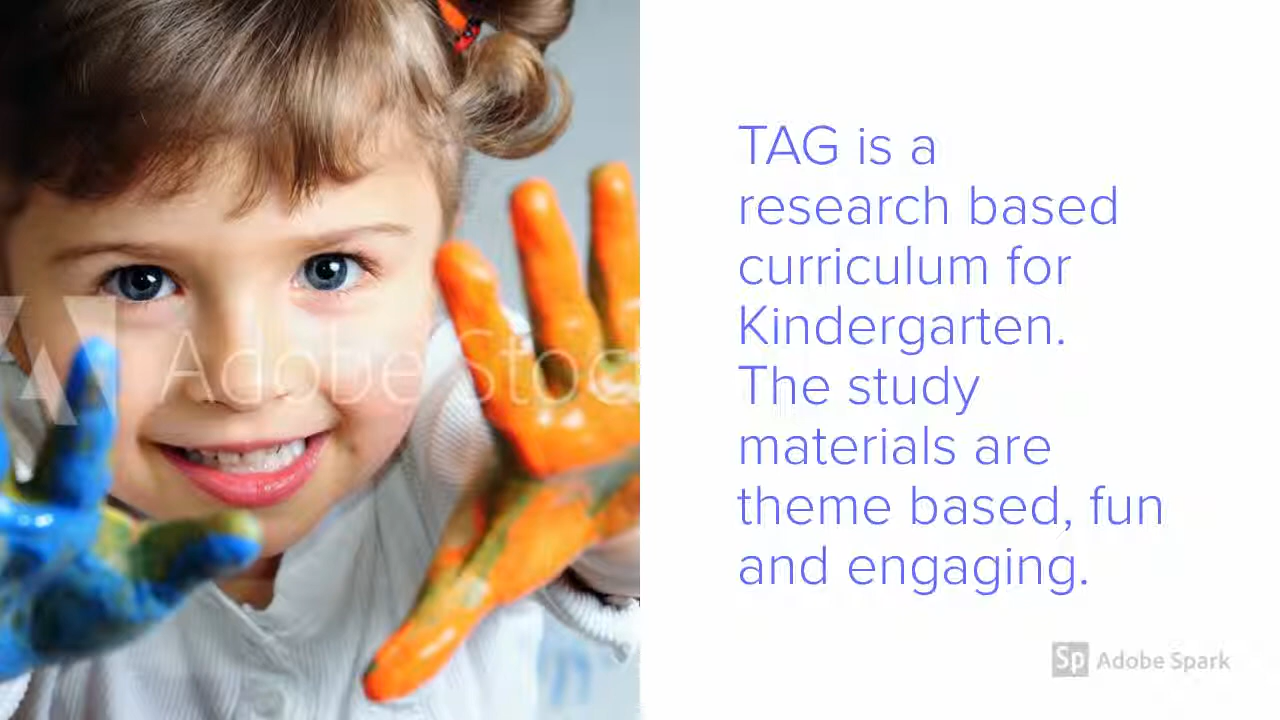 TAG is a
research based
curriculum for
Kindergarten.
The study
materials are
theme based, fun
and engaging.
Adobe Stock
Sp Adobe Spark